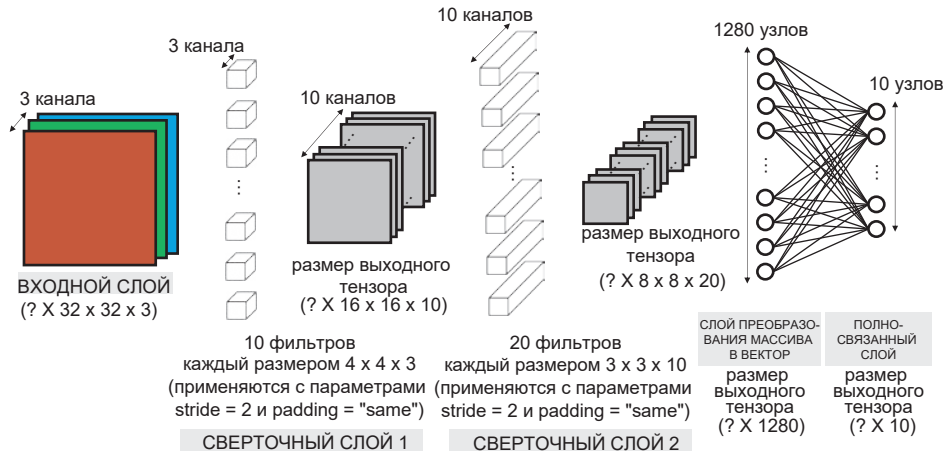 3 канала
ВХОДНОЙ СЛОЙ
(? X 32 x 32 x 3)
3 канала
10 каналов
размер выходного
тензора
(? X 16 x 16 x 10)
10 фильтров
каждый размером 4 x 4 x 3
(применяются с параметрами
stride = 2 и padding = "same")
СВЕРТОЧНЫЙ СЛОЙ 1
10 каналов
размер выходного
тензора
(? X 8 x 8 x 20)
20 фильтров
каждый размером 3 x 3 x 10
(применяются с параметрами
stride = 2 и padding = "same")
СВЕРТОЧНЫЙ СЛОЙ 2
1280 узлов
СЛОЙ ПРЕОБРАЗО-
ВАНИЯ МАССИВА
В ВЕКТОР
размер
выходного
тензора
(? X 1280)
10 узлов
ПОЛНО-
СВЯЗАННЫЙ
СЛОЙ
размер
выходного
тензора
(? X 10)